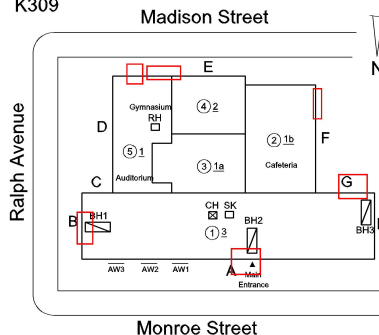 K309
Madison Street
N
E
Gymnasium
RH
4 2
D
F
2 1b
5 1
Cafeteria
3 1a
Auditorium
Ralph Avenue
C
G
CH SK
B
BH1
BH2
1 3
BH3
A
AW3 AW2 AW1
Main
Entrance
Monroe Street